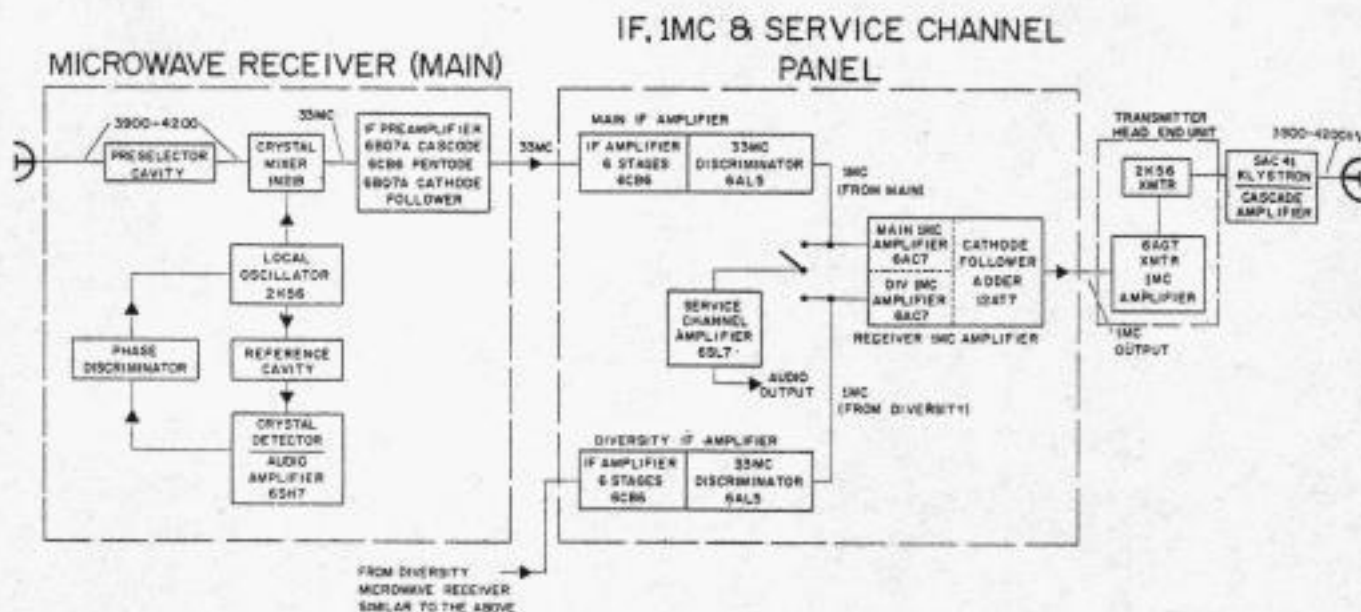 IF, 1MC & SERVICE CHANNEL
PANEL
MICROWAVE RECEIVER (MAIN)
3900-4200
PRESELECTOR
CAVITY
CRYSTAL
MIXER
1N21B
33MC
IF PREAMPLIFIER
6BQ7A CASCODE
6CB6 PENTODE
6BQ7A CATHODE
FOLLOWER
33MC
LOCAL
OSCILLATOR
2K56
PHASE
DISCRIMINATOR
REFERENCE
CAVITY
CRYSTAL
DETECTOR
AUDIO
AMPLIFIER
6SH7
FROM DIVERSITY
MICROWAVE RECEIVER
SIMILAR TO THE ABOVE
MAIN IF AMPLIFIER
IF AMPLIFIER
6 STAGES
6CB6
33MC
DISCRIMINATOR
6AL5
1MC
(FROM MAIN)
MAIN 1MC
AMPLIFIER
6AC7
DIV 1MC
AMPLIFIER
6AC7
CATHODE
FOLLOWER
ADDER
12AT7
RECEIVER 1MC AMPLIFIER
SERVICE
CHANNEL
AMPLIFIER
6SL7
AUDIO
OUTPUT
1MC
(FROM DIVERSITY)
DIVERSITY IF AMPLIFIER
IF AMPLIFIER
6 STAGES
6CB6
33MC
DISCRIMINATOR
6AL5
TRANSMITTER
HEAD END UNIT
2K56
XMTR
6AG7
XMTR
1MC
AMPLIFIER
1MC
OUTPUT
SAC 41
KLYSTRON
CASCADE
AMPLIFIER